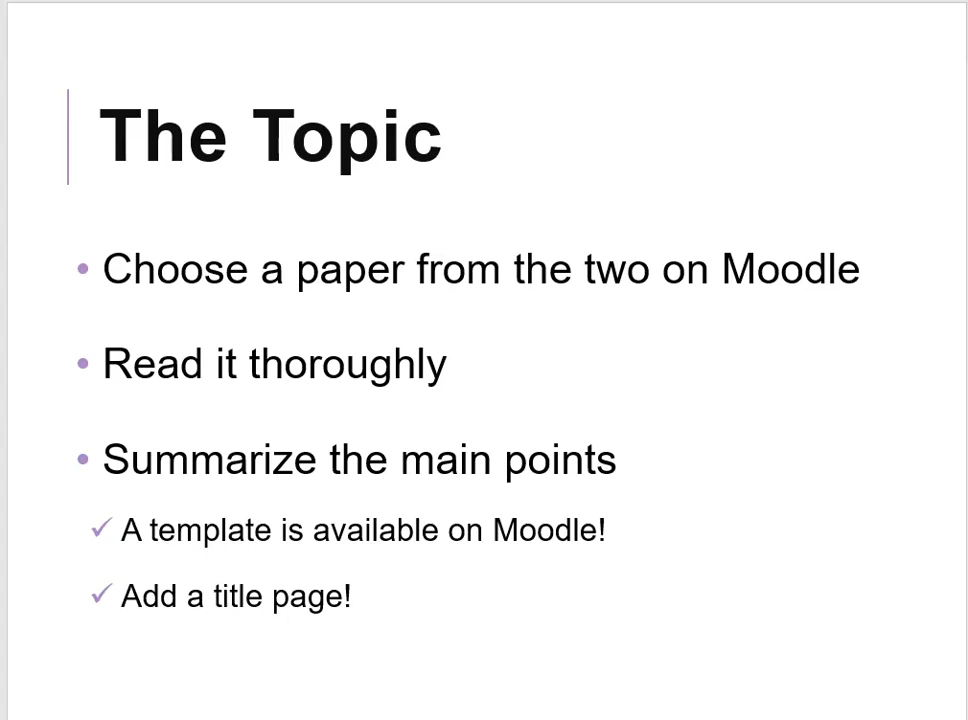 The Topic
• Choose a paper from the two on Moodle
• Read it thoroughly
• Summarize the main points
✓ A template is available on Moodle!
✓ Add a title page!